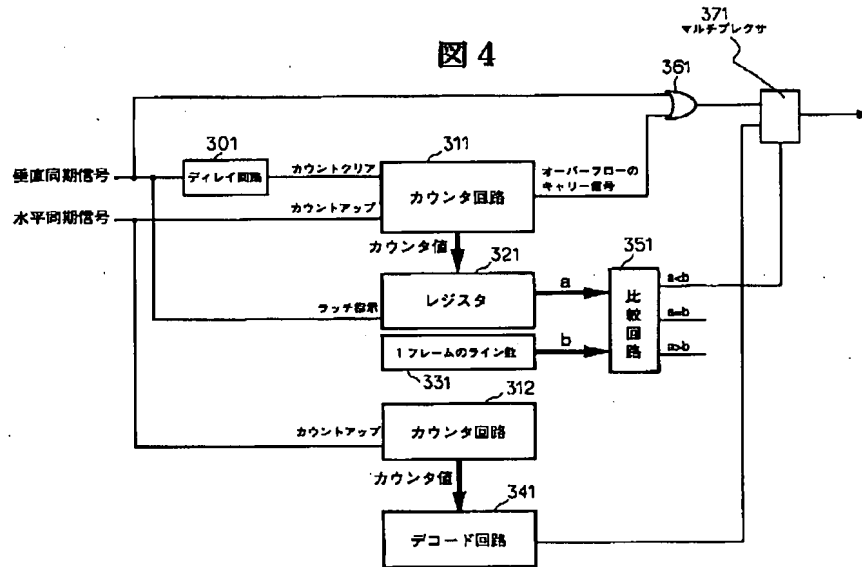 図4
371
マルチプレクサ
361
301
311
垂直同期信号
ディレイ回路
カウントクリア
カウンタ回路
オーバーフローの
キャリー信号
水平同期信号
カウントアップ
カウンタ値
321
351
ラッチ指示
レジスタ
a
比較回路
a<b
a=b
a>b
1フレームのライン数
b
331
312
カウントアップ
カウンタ回路
カウンタ値
341
デコード回路